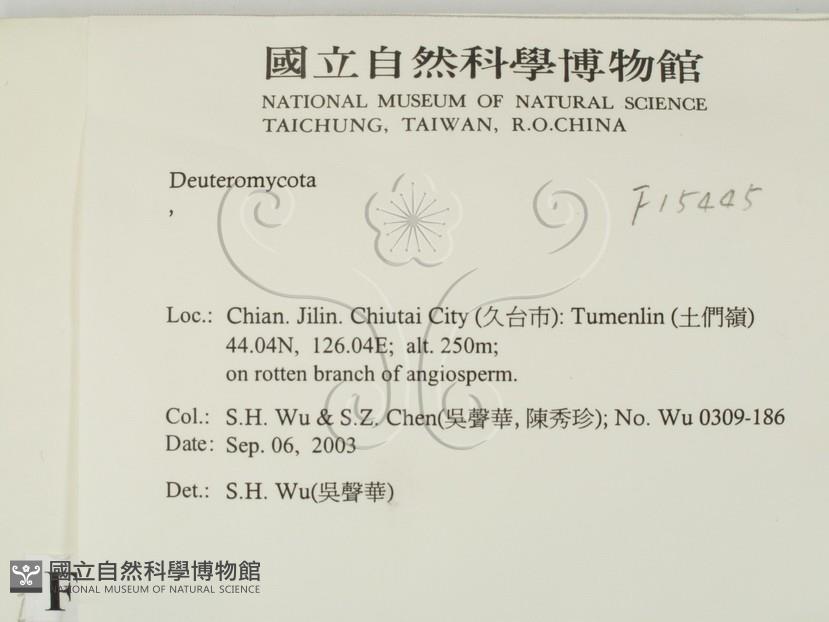 國立自然科學博物館
NATIONAL MUSEUM OF NATURAL SCIENCE
TAICHUNG, TAIWAN, R.O.CHINA
Deuteromycota
,
F15445
Loc.: Chian. Jilin. Chiutai City (久台市): Tumenlin (土們嶺)
44.04N, 126.04E; alt. 250m;
on rotten branch of angiosperm.
Col.: S.H. Wu & S.Z. Chen(吳聲華, 陳秀珍); No. Wu 0309-186
Date: Sep. 06, 2003
Det.: S.H. Wu(吳聲華)
國立自然科學博物館
NATIONAL MUSEUM OF NATURAL SCIENCE
F